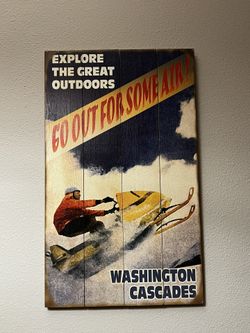 EXPLORE
THE GREAT
OUTDOORS
GO OUT FOR SOME AIR!
WASHINGTON
CASCADES